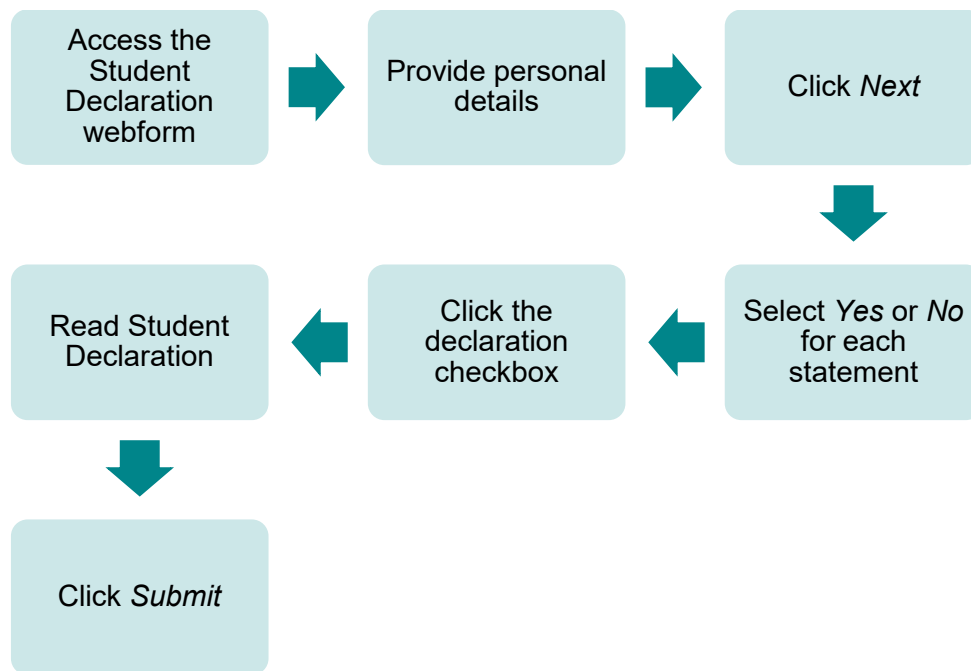 Access the
Student
Declaration
webform
Provide personal
details
Click Next
Select Yes or No
for each
statement
Click the
declaration
checkbox
Read Student
Declaration
Click Submit